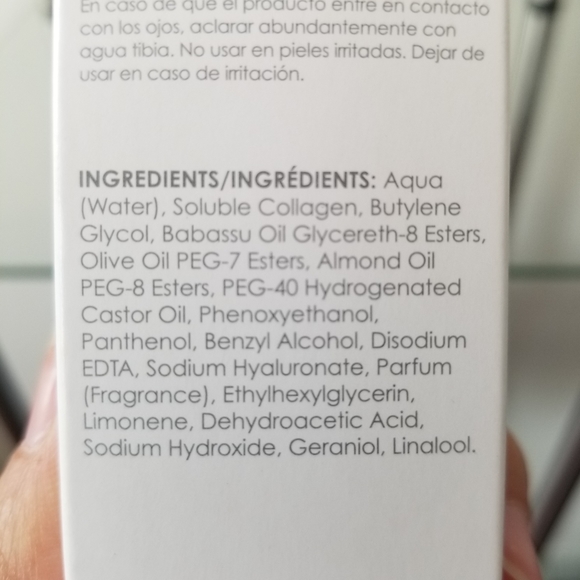 En caso de que el producto entre en contacto
con los ojos, aclarar abundantemente con
agua tibia. No usar en pieles irritadas. Dejar de
usar en caso de irritación.
INGREDIENTS/INGRÉDIENTS: Aqua
(Water), Soluble Collagen, Butylene
Glycol, Babassu Oil Glycereth-8 Esters,
Olive Oil PEG-7 Esters, Almond Oil
PEG-8 Esters, PEG-40 Hydrogenated
Castor Oil, Phenoxyethanol,
Panthenol, Benzyl Alcohol, Disodium
EDTA, Sodium Hyaluronate, Parfum
(Fragrance), Ethylhexylglycerin,
Limonene, Dehydroacetic Acid,
Sodium Hydroxide, Geraniol, Linalool.